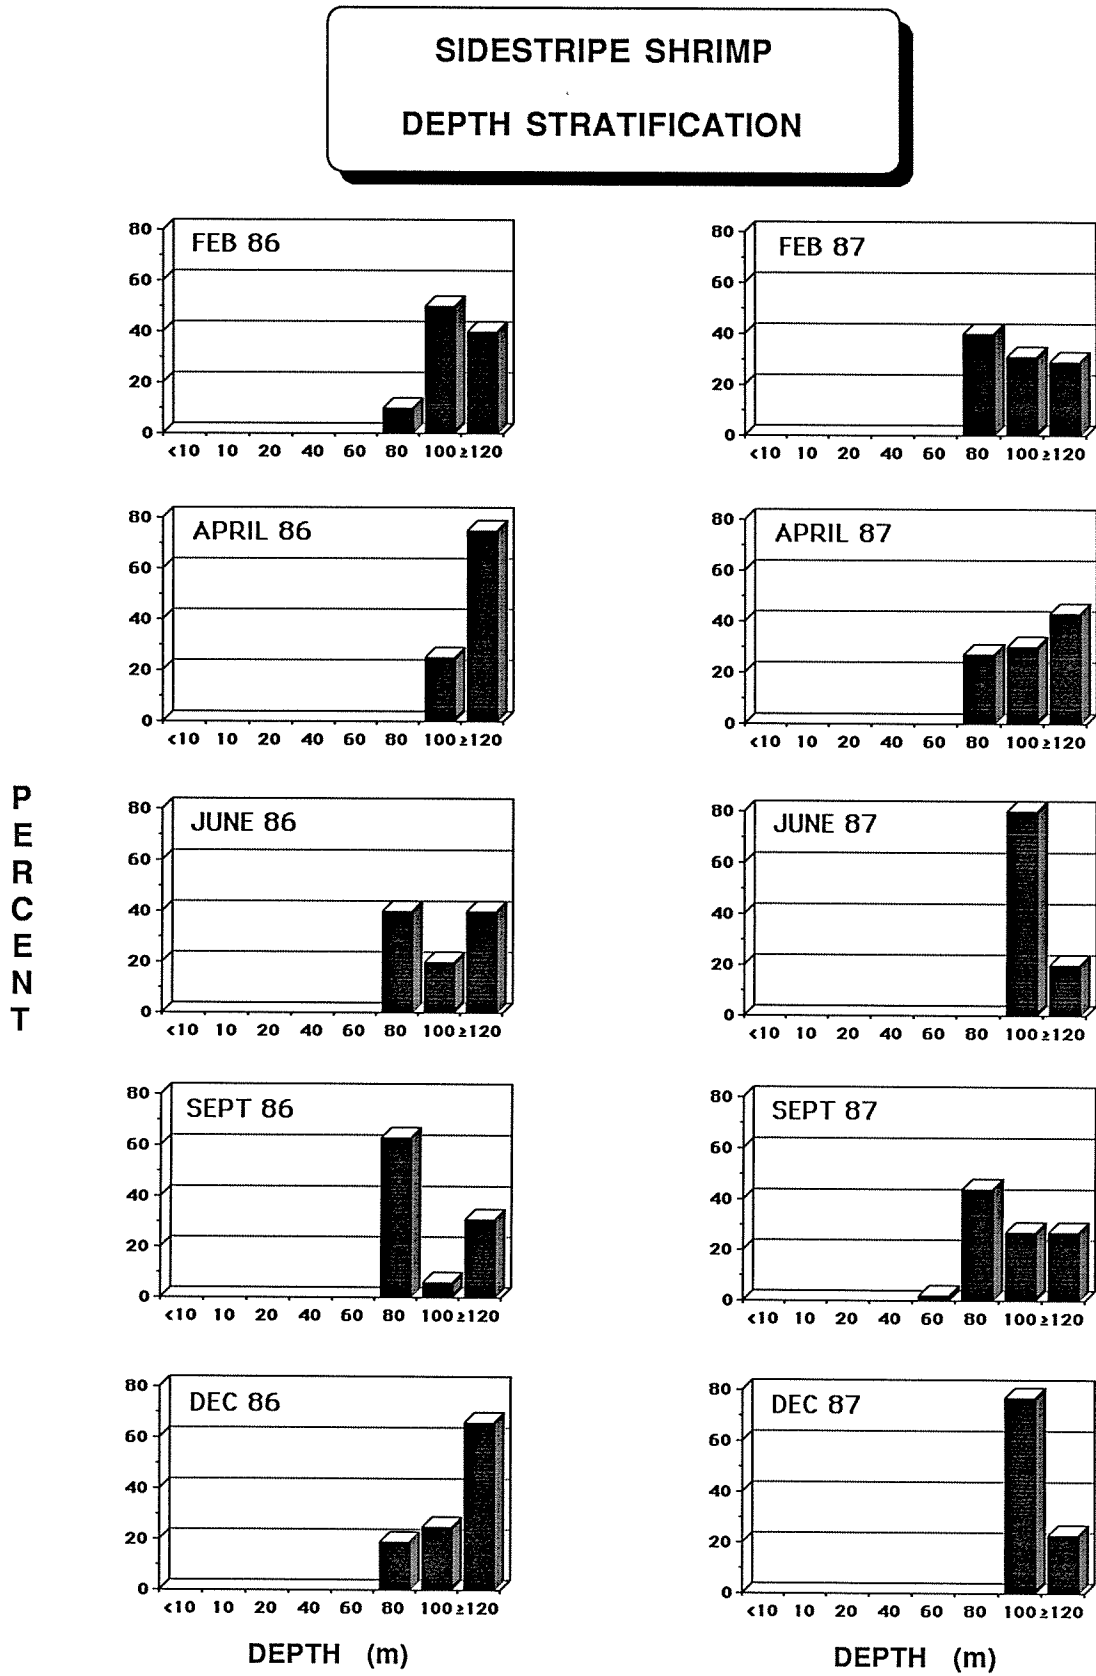 SIDESTRIPE SHRIMP
DEPTH STRATIFICATION
PERCENT
FEB 86
80
60
40
20
0
<10 10 20 40 60 80 100 ≥120
FEB 87
80
60
40
20
0
<10 10 20 40 60 80 100 ≥120
APRIL 86
80
60
40
20
0
<10 10 20 40 60 80 100 ≥120
APRIL 87
80
60
40
20
0
<10 10 20 40 60 80 100 ≥120
JUNE 86
80
60
40
20
0
<10 10 20 40 60 80 100 ≥120
JUNE 87
80
60
40
20
0
<10 10 20 40 60 80 100 ≥120
SEPT 86
80
60
40
20
0
<10 10 20 40 60 80 100 ≥120
SEPT 87
80
60
40
20
0
<10 10 20 40 60 80 100 ≥120
DEC 86
80
60
40
20
0
<10 10 20 40 60 80 100 ≥120
DEPTH (m)
DEC 87
80
60
40
20
0
<10 10 20 40 60 80 100 ≥120
DEPTH (m)